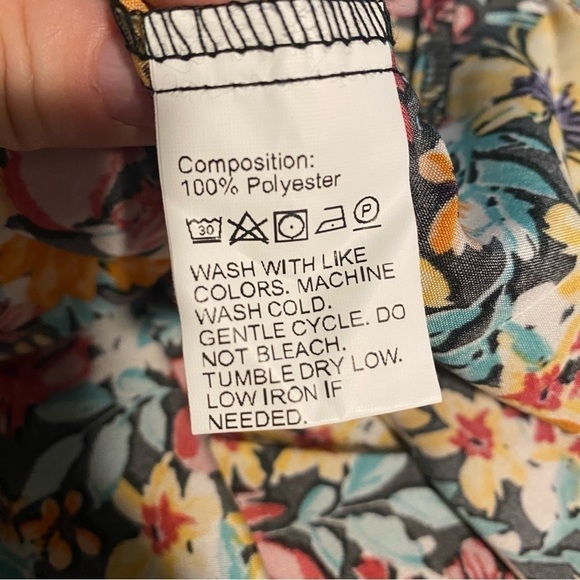 Composition:
100% Polyester
30 P
WASH WITH LIKE
COLORS. MACHINE
WASH COLD.
GENTLE CYCLE. DO
NOT BLEACH.
TUMBLE DRY LOW.
LOW IRON IF
NEEDED.